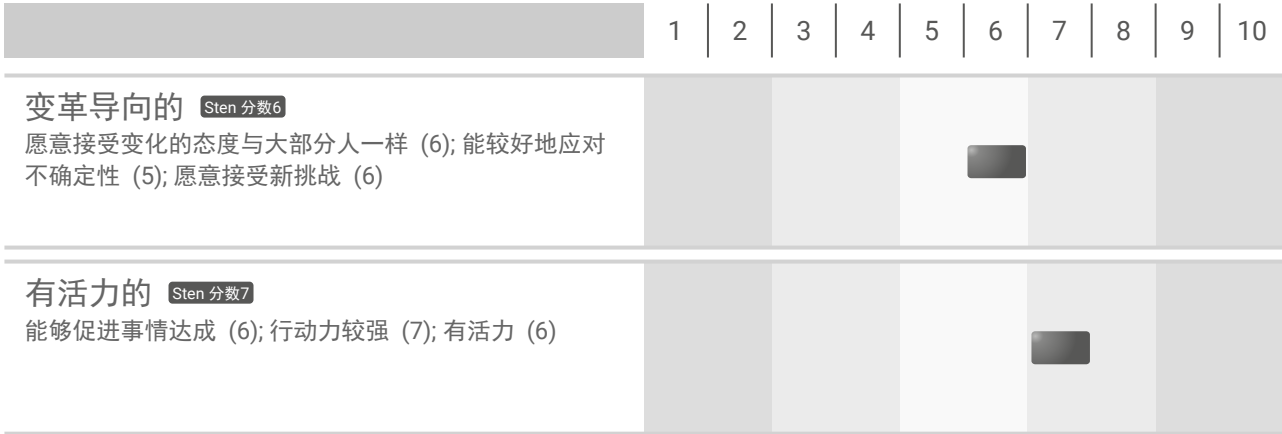 1 2 3 4 5 6 7 8 9 10
变革导向的 Sten 分数6
愿意接受变化的态度与大部分人一样 (6); 能较好地应对
不确定性 (5); 愿意接受新挑战 (6)
有活力的 Sten 分数7
能够促进事情达成 (6); 行动力较强 (7); 有活力 (6)